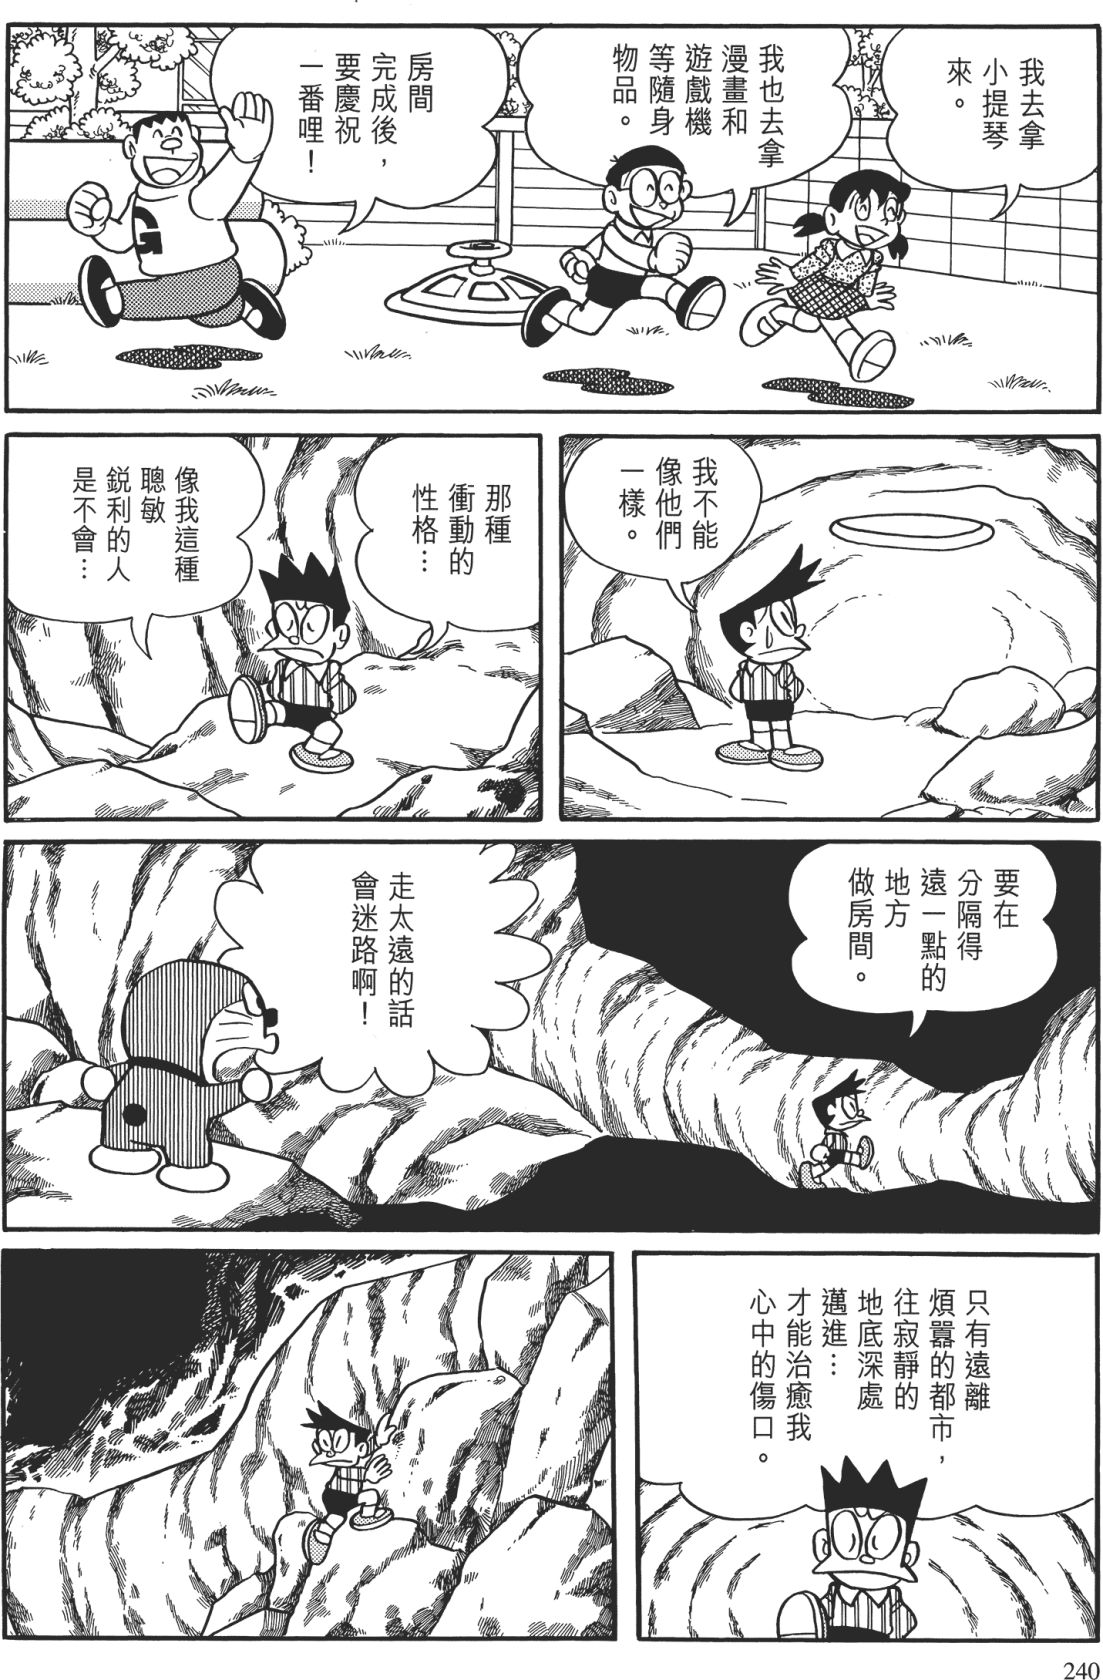 我去拿
小提琴
來。
我也去拿
漫畫和
遊戲機
等隨身
物品。
房間
完成後，
要慶祝
一番哩！
我不能
像他們
一樣。
那種
衝動的
性格…
像我這種
聰敏
銳利的人
是不會…
要在
分隔得
遠一點的
地方
做房間。
走太遠的話
會迷路啊！
只有遠離
煩囂的都市，
往寂靜的
地底深處
邁進…
才能治癒我
心中的傷口。
G
240